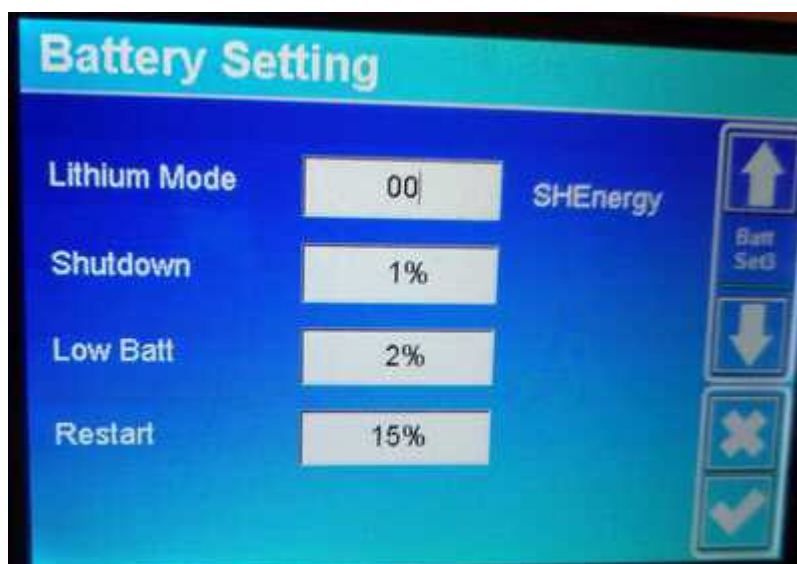 Battery Setting
Lithium Mode 00 SHEnergy
Shutdown 1%
Batt
Set3
Low Batt 2%
Restart 15%